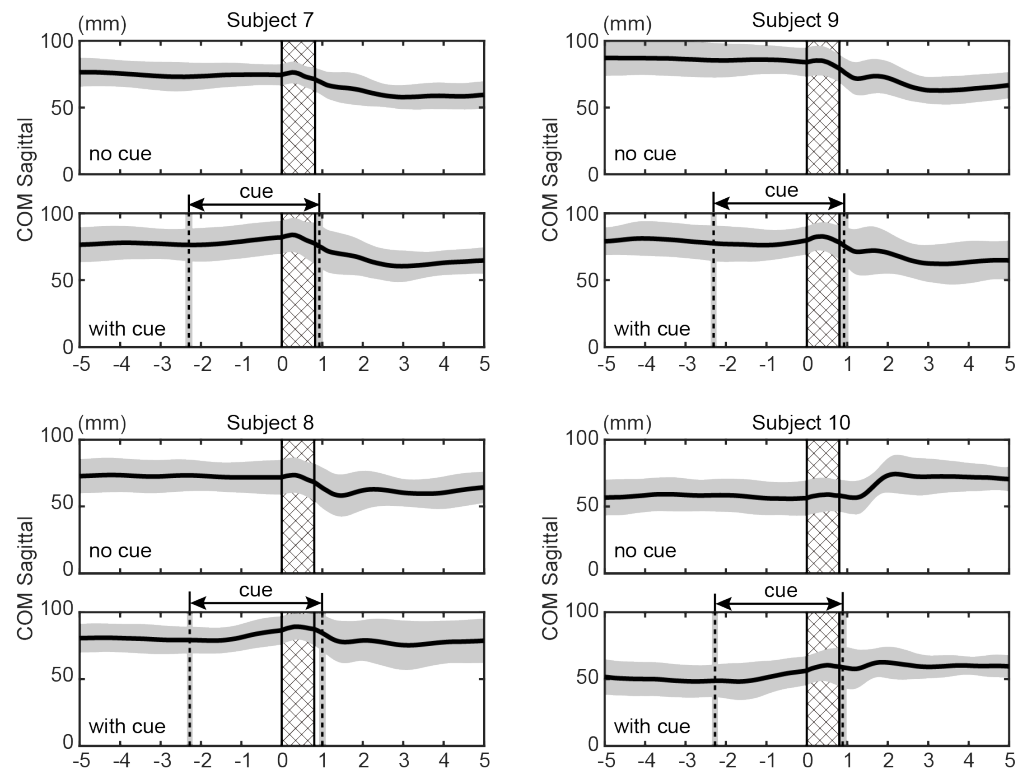 (mm) Subject 7
100
50
0
no cue
COM Sagittal
cue
100
50
0
with cue
-5 -4 -3 -2 -1 0 1 2 3 4 5
(mm) Subject 9
100
50
0
no cue
COM Sagittal
cue
100
50
0
with cue
-5 -4 -3 -2 -1 0 1 2 3 4 5
(mm) Subject 8
100
50
0
no cue
COM Sagittal
cue
100
50
0
with cue
-5 -4 -3 -2 -1 0 1 2 3 4 5
(mm) Subject 10
100
50
0
no cue
COM Sagittal
cue
100
50
0
with cue
-5 -4 -3 -2 -1 0 1 2 3 4 5